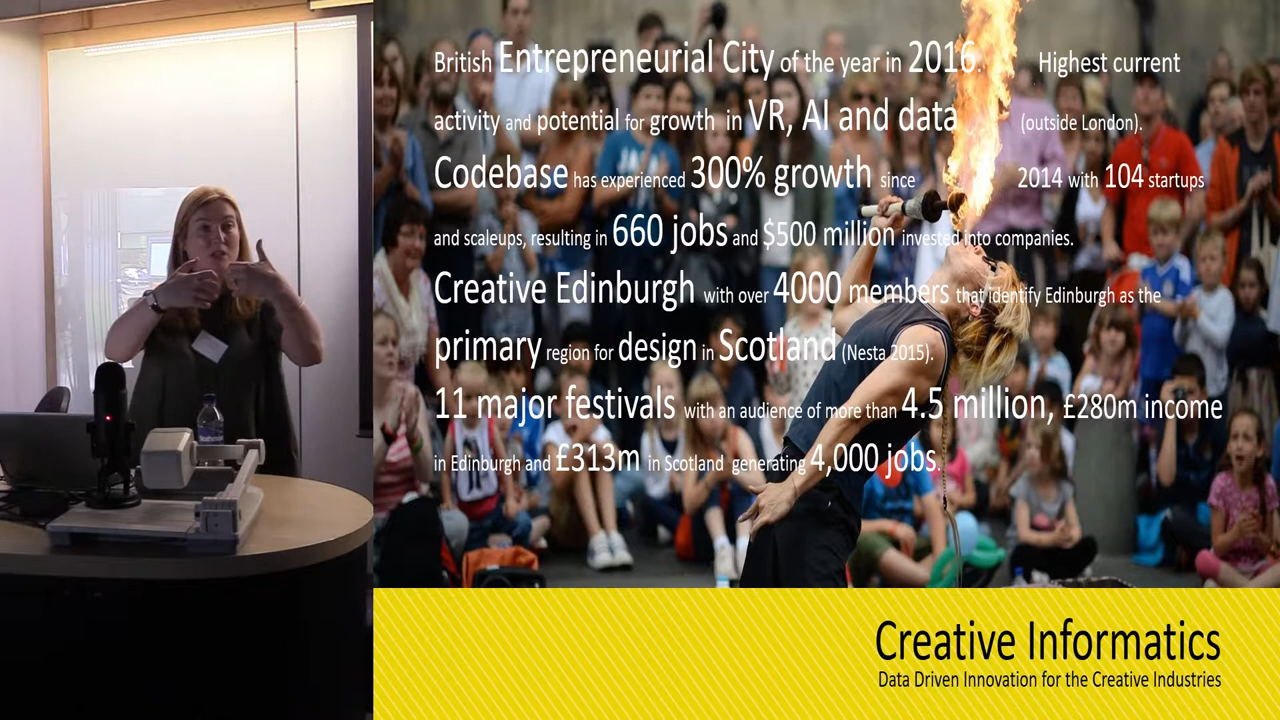 British Entrepreneurial City of the year in 2016. Highest current
activity and potential for growth in VR, AI and data (outside London).
Codebase has experienced 300% growth since 2014 with 104 startups
and scaleups, resulting in 660 jobs and $500 million invested into companies.
Creative Edinburgh with over 4000 members that identify Edinburgh as the
primary region for design in Scotland (Nesta 2015).
11 major festivals with an audience of more than 4.5 million, £280m income
in Edinburgh and £313m in Scotland generating 4,000 jobs.
Creative Informatics
Data Driven Innovation for the Creative Industries